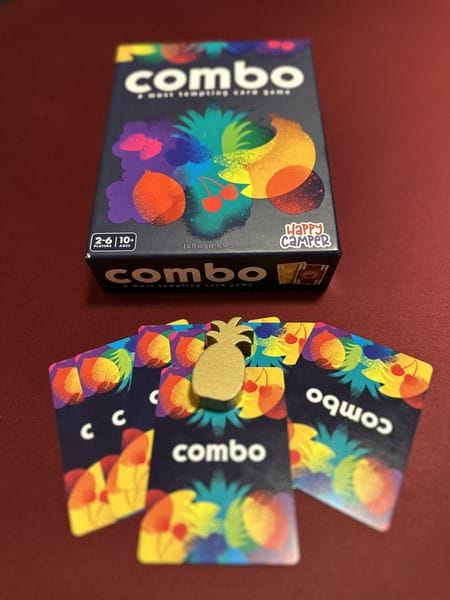 combo
a most tempting card game
2-6 | 10+
PLAYERS AGES
Ikhwan Kwon
HAPPY
CAMPER
combo
a most tempting card game
c
c
c
combo
combo